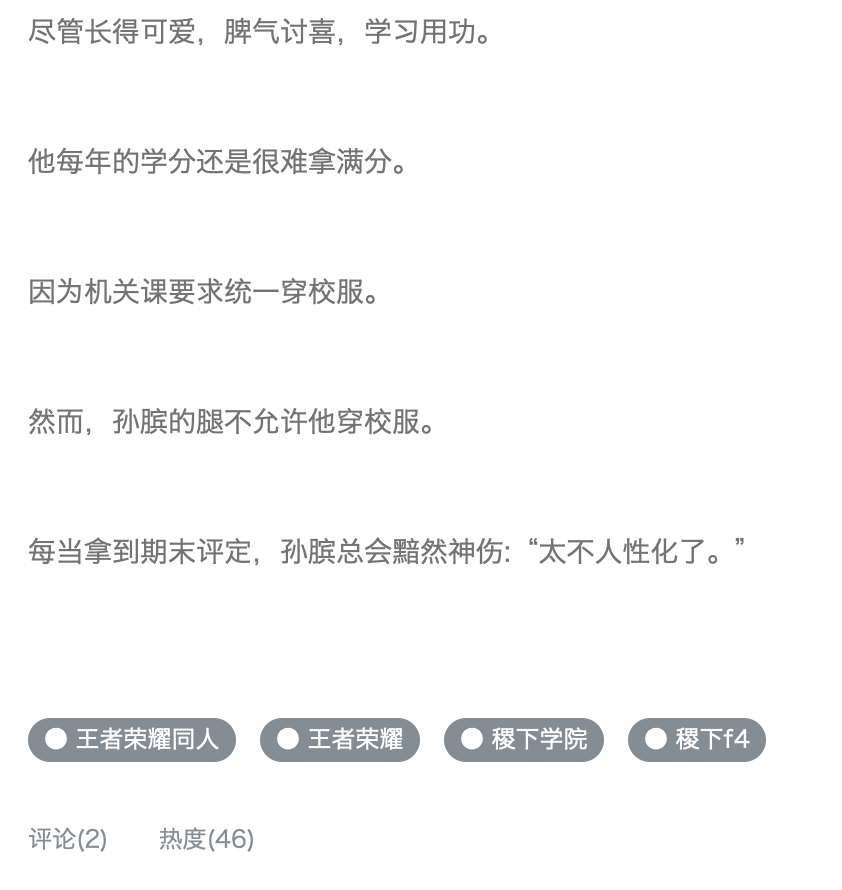 尽管长得可爱，脾气讨喜，学习用功。
他每年的学分还是很难拿满分。
因为机关课要求统一穿校服。
然而，孙膑的腿不允许他穿校服。
每当拿到期末评定，孙膑总会黯然神伤：“太不人性化了。”
王者荣耀同人 王者荣耀 稷下学院 稷下f4
评论(2) 热度(46)